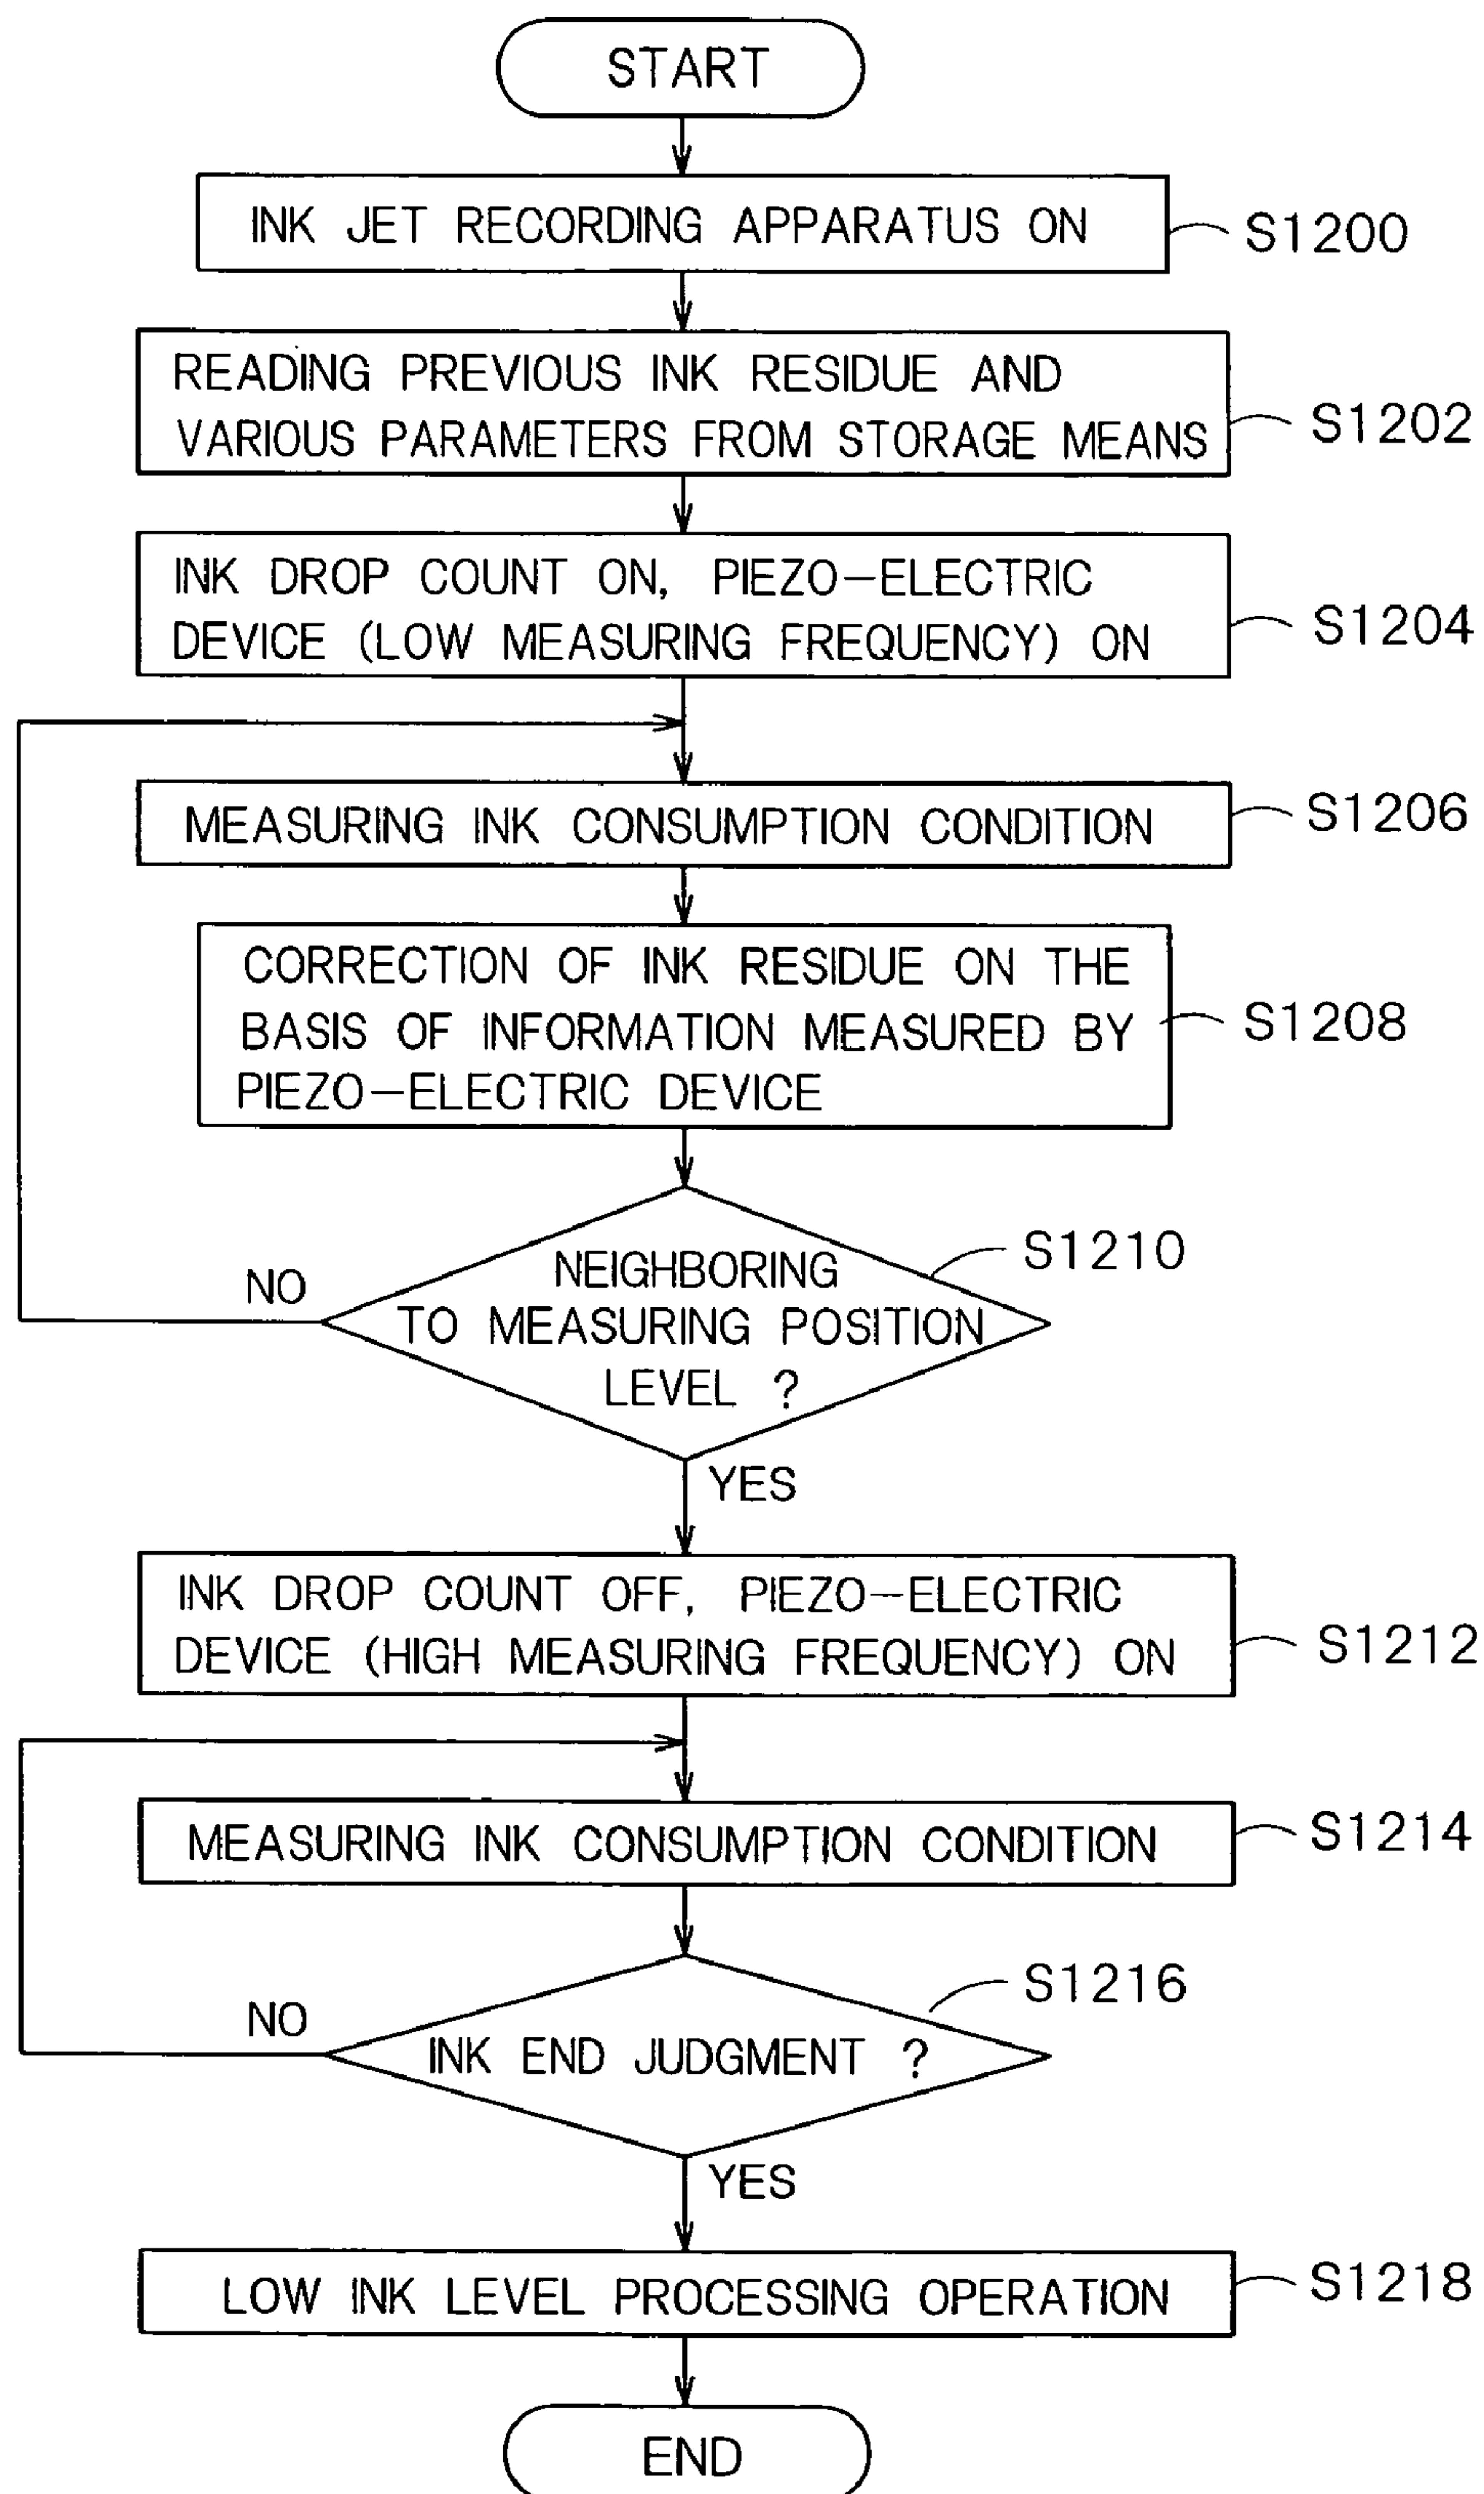 START
INK JET RECORDING APPARATUS ON
S1200
READING PREVIOUS INK RESIDUE AND
VARIOUS PARAMETERS FROM STORAGE MEANS
S1202
INK DROP COUNT ON, PIEZO-ELECTRIC
DEVICE (LOW MEASURING FREQUENCY) ON
S1204
MEASURING INK CONSUMPTION CONDITION
S1206
CORRECTION OF INK RESIDUE ON THE
BASIS OF INFORMATION MEASURED BY
PIEZO-ELECTRIC DEVICE
S1208
NEIGHBORING
TO MEASURING POSITION
LEVEL ?
S1210
NO
YES
INK DROP COUNT OFF, PIEZO-ELECTRIC
DEVICE (HIGH MEASURING FREQUENCY) ON
S1212
MEASURING INK CONSUMPTION CONDITION
S1214
INK END JUDGMENT ?
S1216
NO
YES
LOW INK LEVEL PROCESSING OPERATION
S1218
END